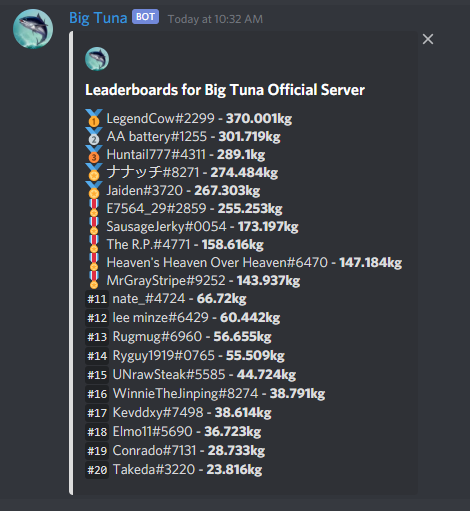 Big Tuna BOT Today at 10:32 AM
Leaderboards for Big Tuna Official Server
LegendCow#2299 - 370.001kg
AA battery#1255 - 301.719kg
Huntail777#4311 - 289.1kg
ナナッチ#8271 - 274.484kg
Jaiden#3720 - 267.303kg
E7564_29#2859 - 255.253kg
SausageJerky#0054 - 173.197kg
The R.P.#4771 - 158.616kg
Heaven's Heaven Over Heaven#6470 - 147.184kg
MrGrayStripe#9252 - 143.937kg
#11 nate_#4724 - 66.72kg
#12 lee minze#6429 - 60.442kg
#13 Rugmug#6960 - 56.655kg
#14 Ryguy1919#0765 - 55.509kg
#15 UNrawSteak#5585 - 44.724kg
#16 WinnieTheJinping#8274 - 38.791kg
#17 Kevddxy#7498 - 38.614kg
#18 Elmo11#5690 - 36.723kg
#19 Conrado#7131 - 28.733kg
#20 Takeda#3220 - 23.816kg